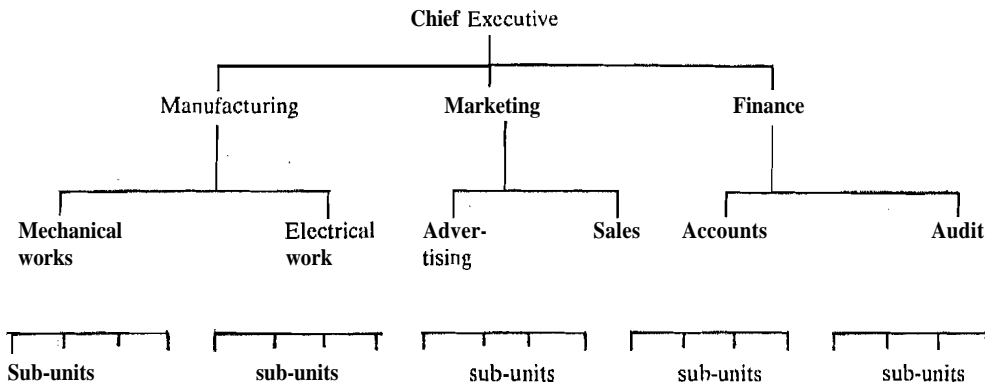 Chief Executive
Manufacturing Marketing Finance
Mechanical Electrical Adver- Sales Accounts Audit
works work tising
Sub-units sub-units sub-units sub-units sub-units